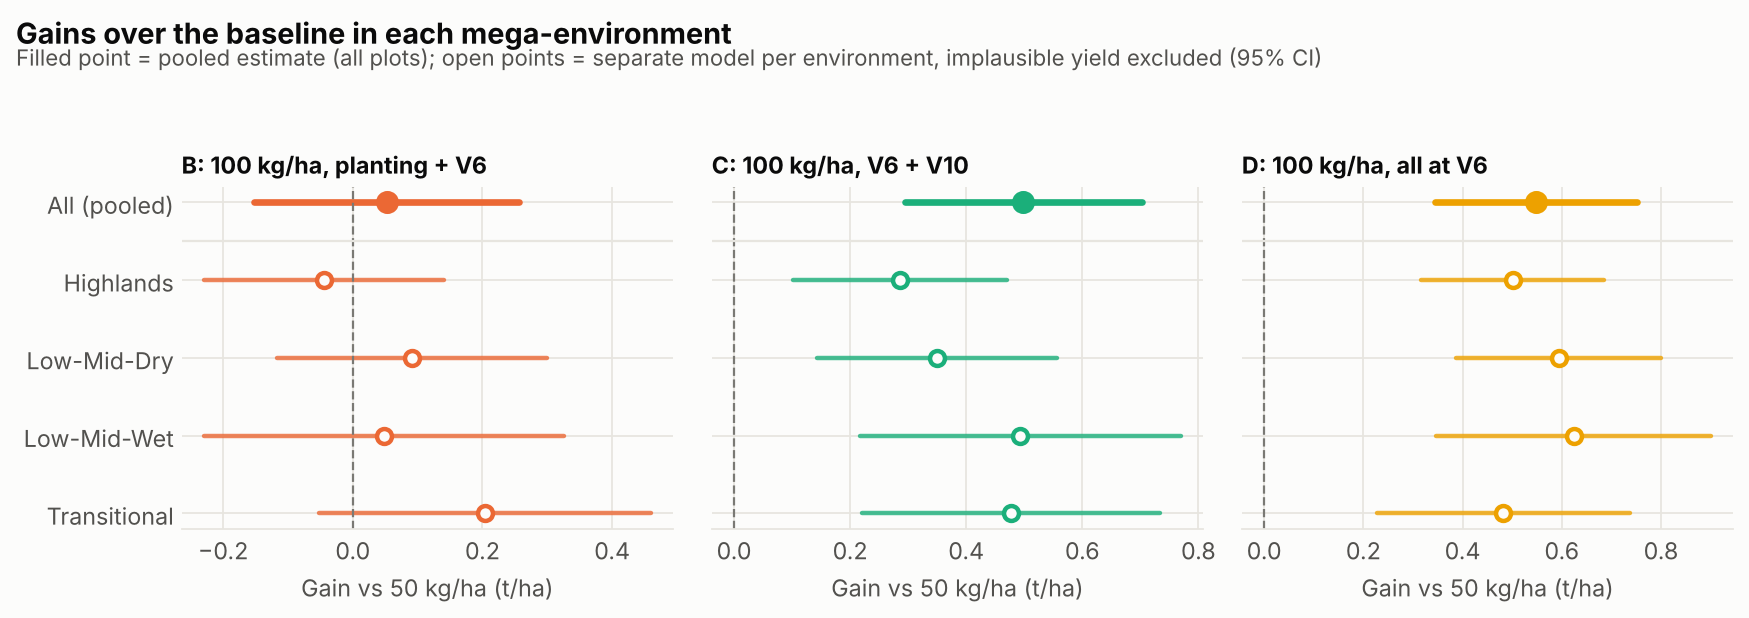 Gains over the baseline in each mega-environment
Filled point = pooled estimate (all plots); open points = separate model per environment, implausible yield excluded (95% CI)
B: 100 kg/ha, planting + V6
C: 100 kg/ha, V6 + V10
D: 100 kg/ha, all at V6
All (pooled)
Highlands
Low-Mid-Dry
Low-Mid-Wet
Transitional
−0.2 0.0 0.2 0.4
0.0 0.2 0.4 0.6 0.8
0.0 0.2 0.4 0.6 0.8
Gain vs 50 kg/ha (t/ha)
Gain vs 50 kg/ha (t/ha)
Gain vs 50 kg/ha (t/ha)